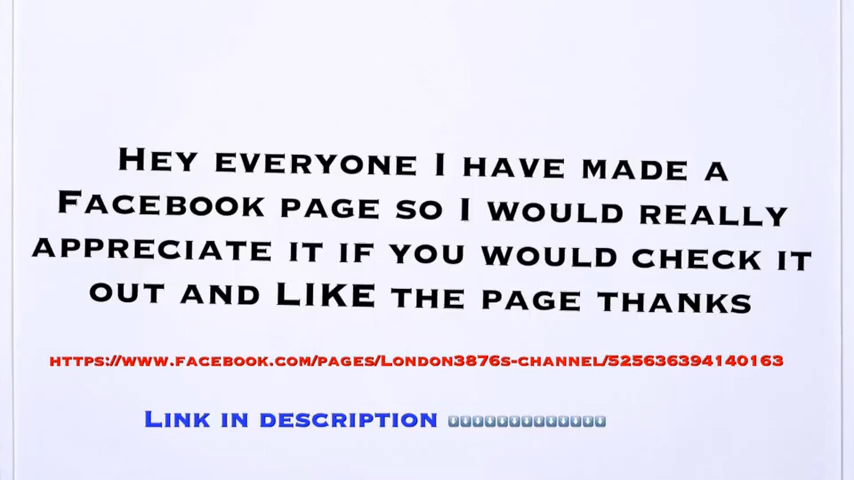 Hey everyone I have made a
Facebook page so I would really
appreciate it if you would check it
out and LIKE the page thanks
https://www.facebook.com/pages/London3876s-channel/525636394140163
Link in description ⬇⬇⬇⬇⬇⬇⬇⬇⬇⬇⬇⬇⬇